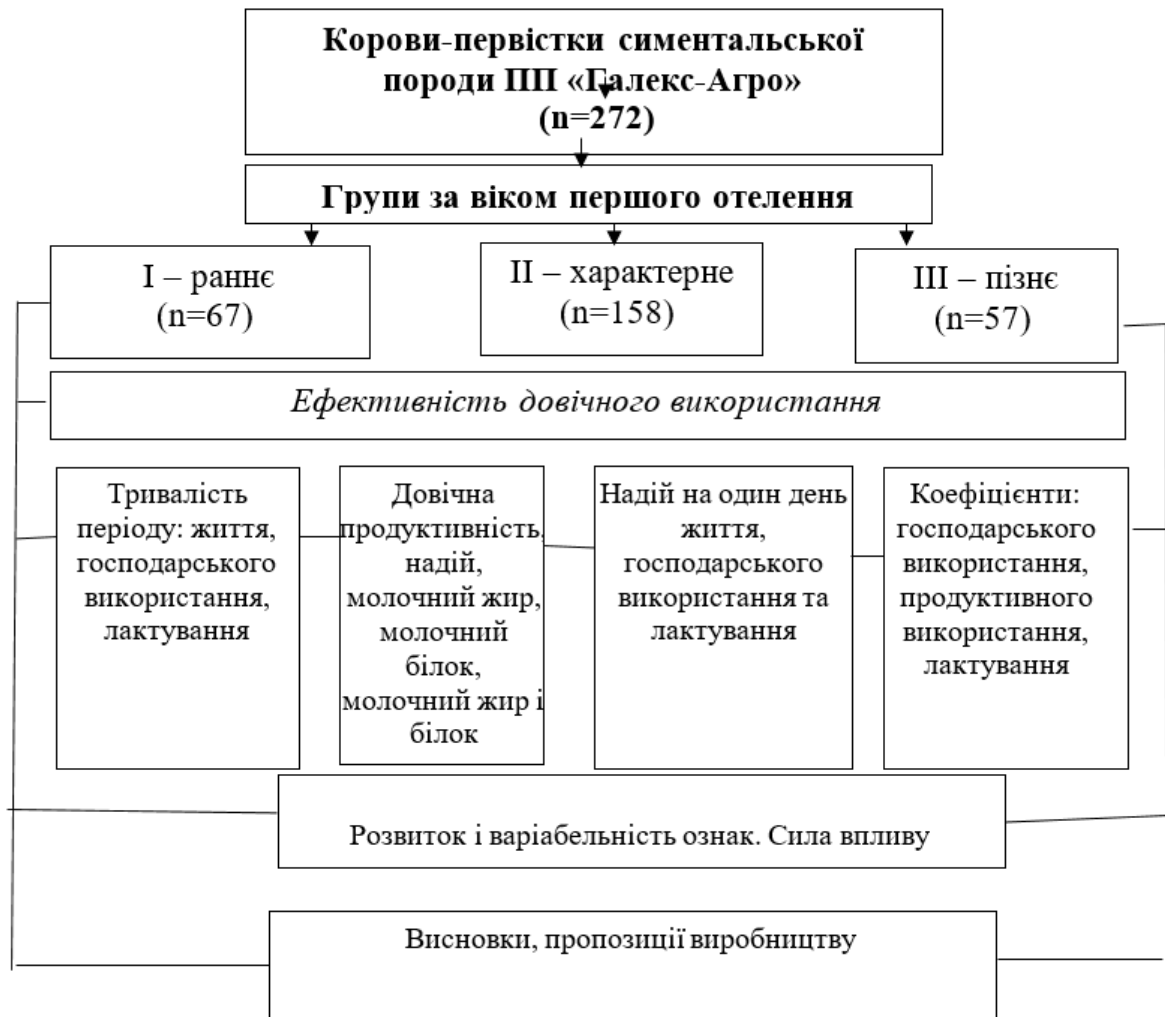 Корови-первістки симентальської
породи ПП «Галекс-Агро»
(n=272)
Групи за віком першого отелення
І – раннє
(n=67)
ІІ – характерне
(n=158)
ІІІ – пізнє
(n=57)
Ефективність довічного використання
Тривалість
періоду: життя,
господарського
використання,
лактування
Довічна
продуктивність,
надій,
молочний жир,
молочний
білок,
молочний жир і
білок
Надій на один день
життя,
господарського
використання та
лактування
Коефіцієнти:
господарського
використання,
продуктивного
використання,
лактування
Розвиток і варіабельність ознак. Сила впливу
Висновки, пропозиції виробництву